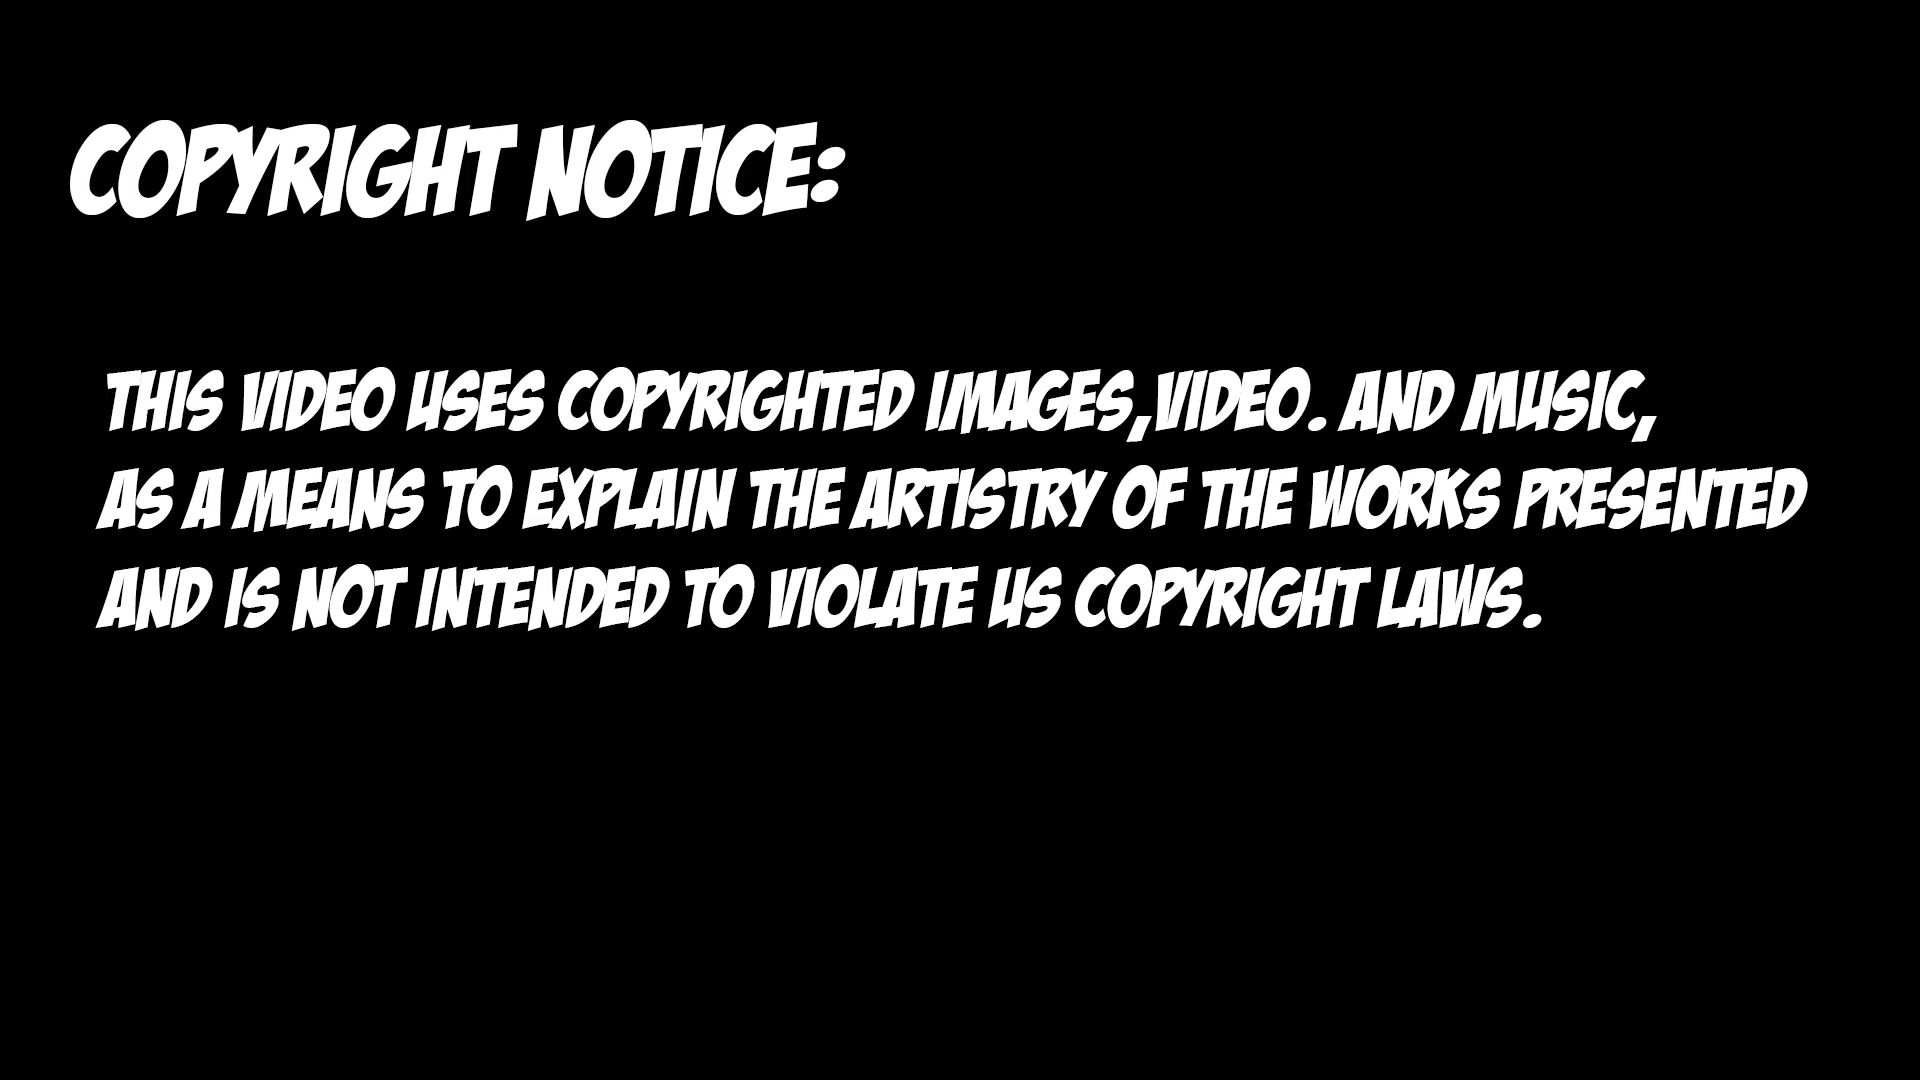 COPYRIGHT NOTICE:
THIS VIDEO USES COPYRIGHTED IMAGES,VIDEO. AND MUSIC,
AS A MEANS TO EXPLAIN THE ARTISTRY OF THE WORKS PRESENTED
AND IS NOT INTENDED TO VIOLATE US COPYRIGHT LAWS.